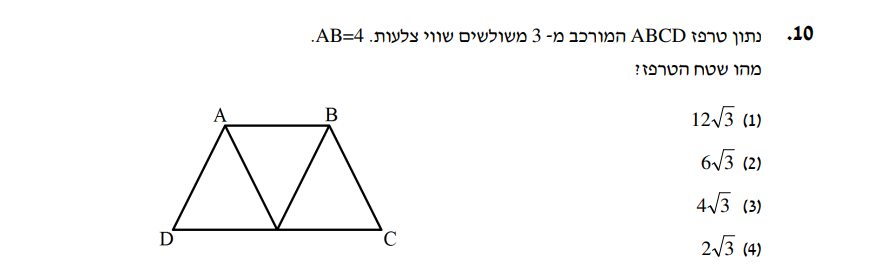 10. נתון טרפז ABCD המורכב מ- 3 משולשים שווי צלעות. AB=4.
מהו שטח הטרפז?
(1) 12√3
(2) 6√3
(3) 4√3
(4) 2√3
A B
D C